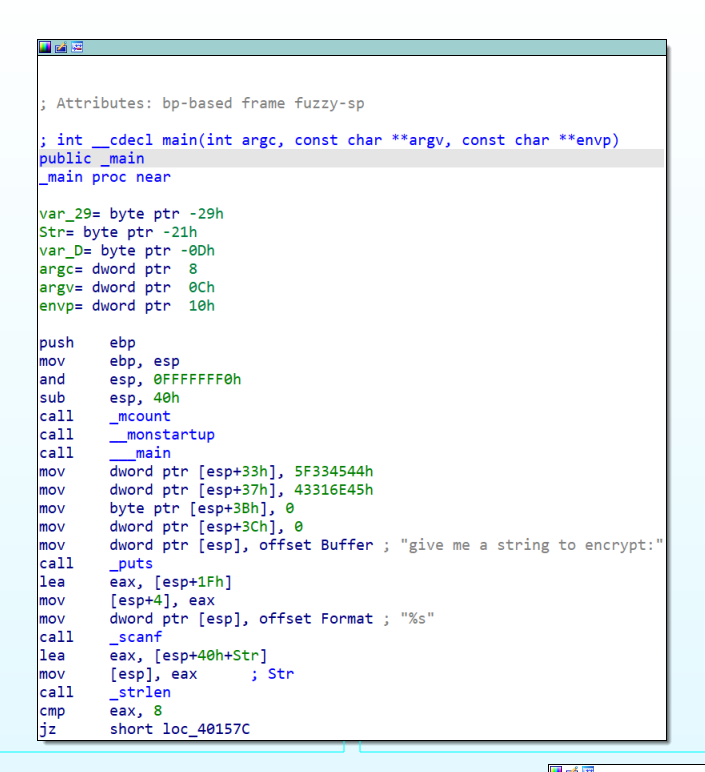 ; Attributes: bp-based frame fuzzy-sp
; int __cdecl main(int argc, const char **argv, const char **envp)
public _main
_main proc near
var_29= byte ptr -29h
Str= byte ptr -21h
var_D= byte ptr -0Dh
argc= dword ptr  8
argv= dword ptr  0Ch
envp= dword ptr  10h
push    ebp
mov     ebp, esp
and     esp, 0FFFFFFF0h
sub     esp, 40h
call    _mcount
call    __monstartup
call    ___main
mov     dword ptr [esp+33h], 5F334544h
mov     dword ptr [esp+37h], 43316E45h
mov     byte ptr [esp+3Bh], 0
mov     dword ptr [esp+3Ch], 0
mov     dword ptr [esp], offset Buffer ; "give me a string to encrypt:"
call    _puts
lea     eax, [esp+1Fh]
mov     [esp+4], eax
mov     dword ptr [esp], offset Format ; "%s"
call    _scanf
lea     eax, [esp+40h+Str]
mov     [esp], eax      ; Str
call    _strlen
cmp     eax, 8
jz      short loc_40157C